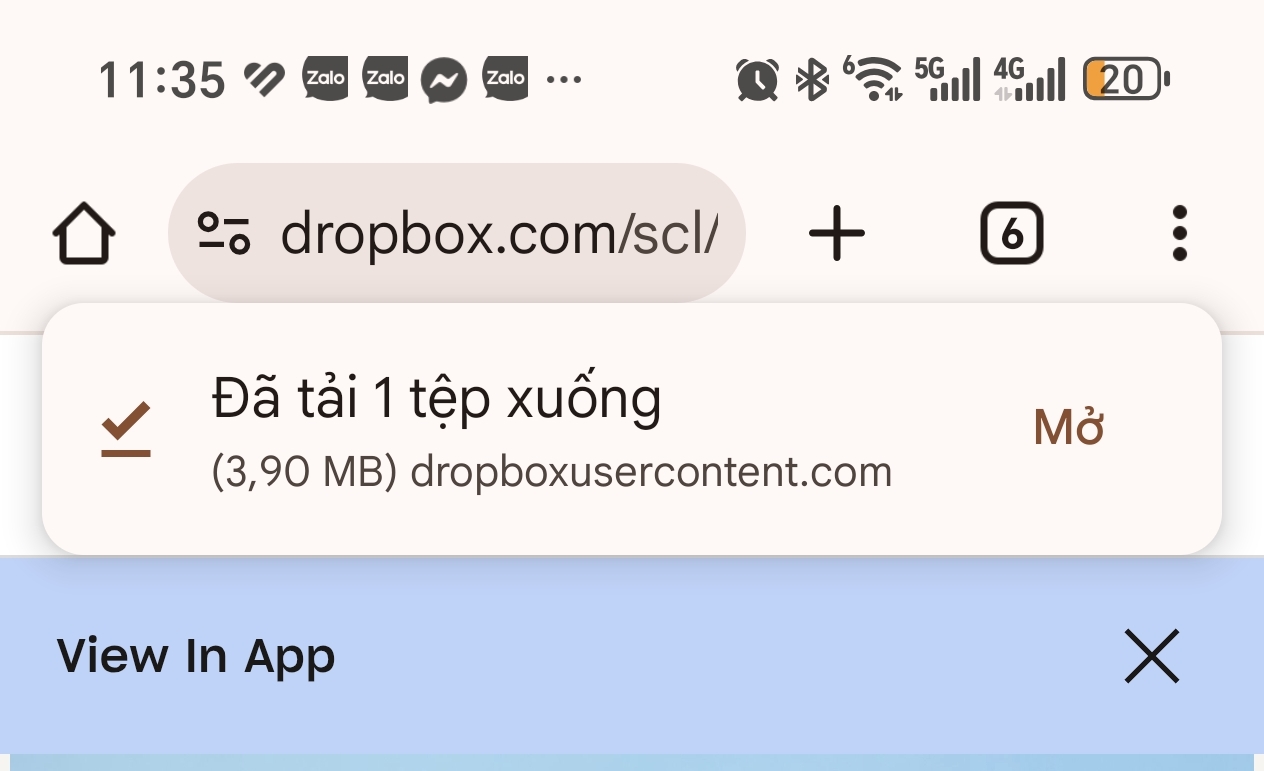 11:35 Zalo Zalo Zalo ... 6 5G 4G 20
dropbox.com/scl/ 6
Đã tải 1 tệp xuống
(3,90 MB) dropboxusercontent.com
Mở
View In App